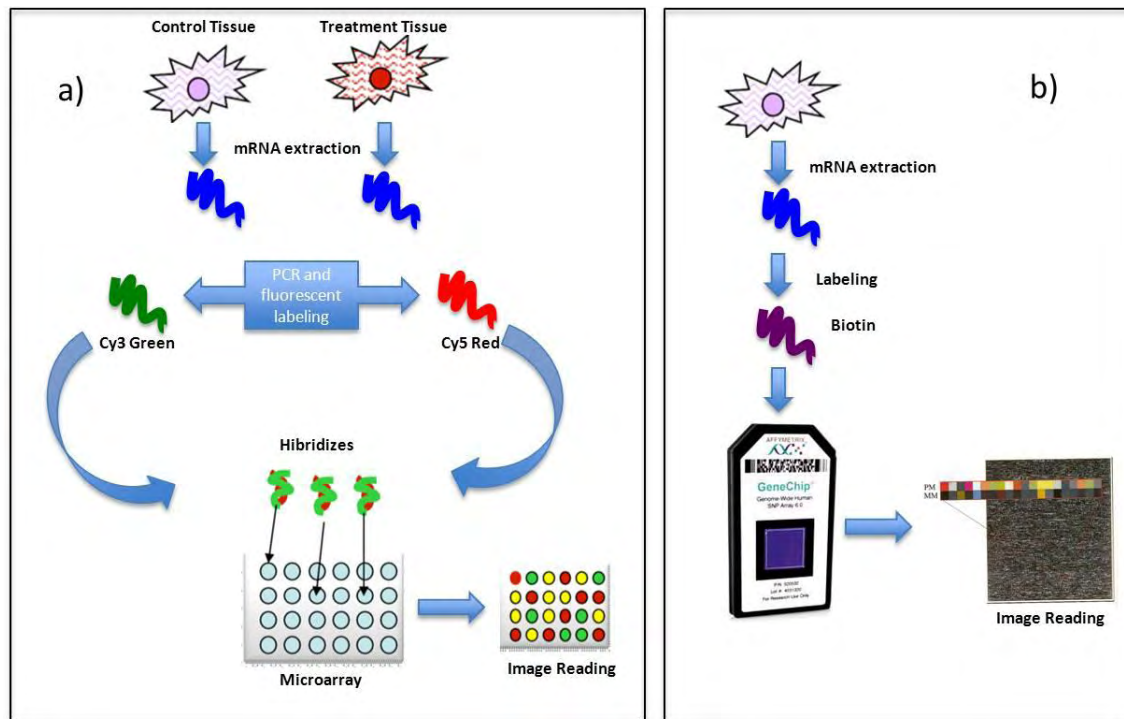 Control Tissue
Treatment Tissue
a)
mRNA extraction
PCR and
fluorescent
labeling
Cy3 Green
Cy5 Red
Hibridizes
Microarray
Image Reading
b)
mRNA extraction
Labeling
Biotin
AFFYMETRIX
GeneChip
Genome-Wide Human
SNP Array 6.0
For Research Use Only
PM
MM
Image Reading